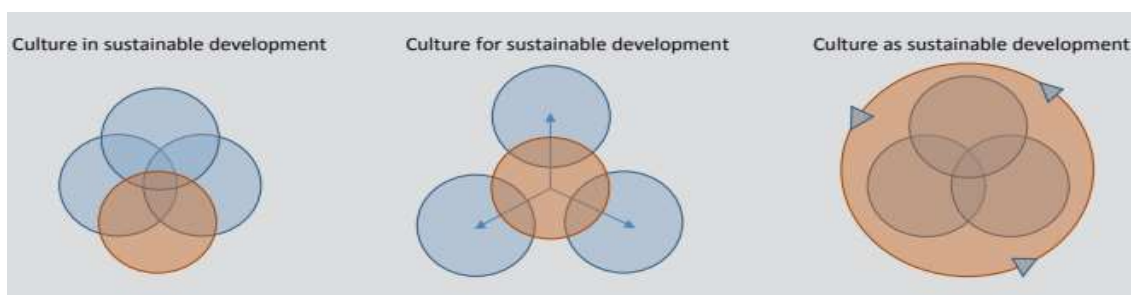 Culture in sustainable development
Culture for sustainable development
Culture as sustainable development